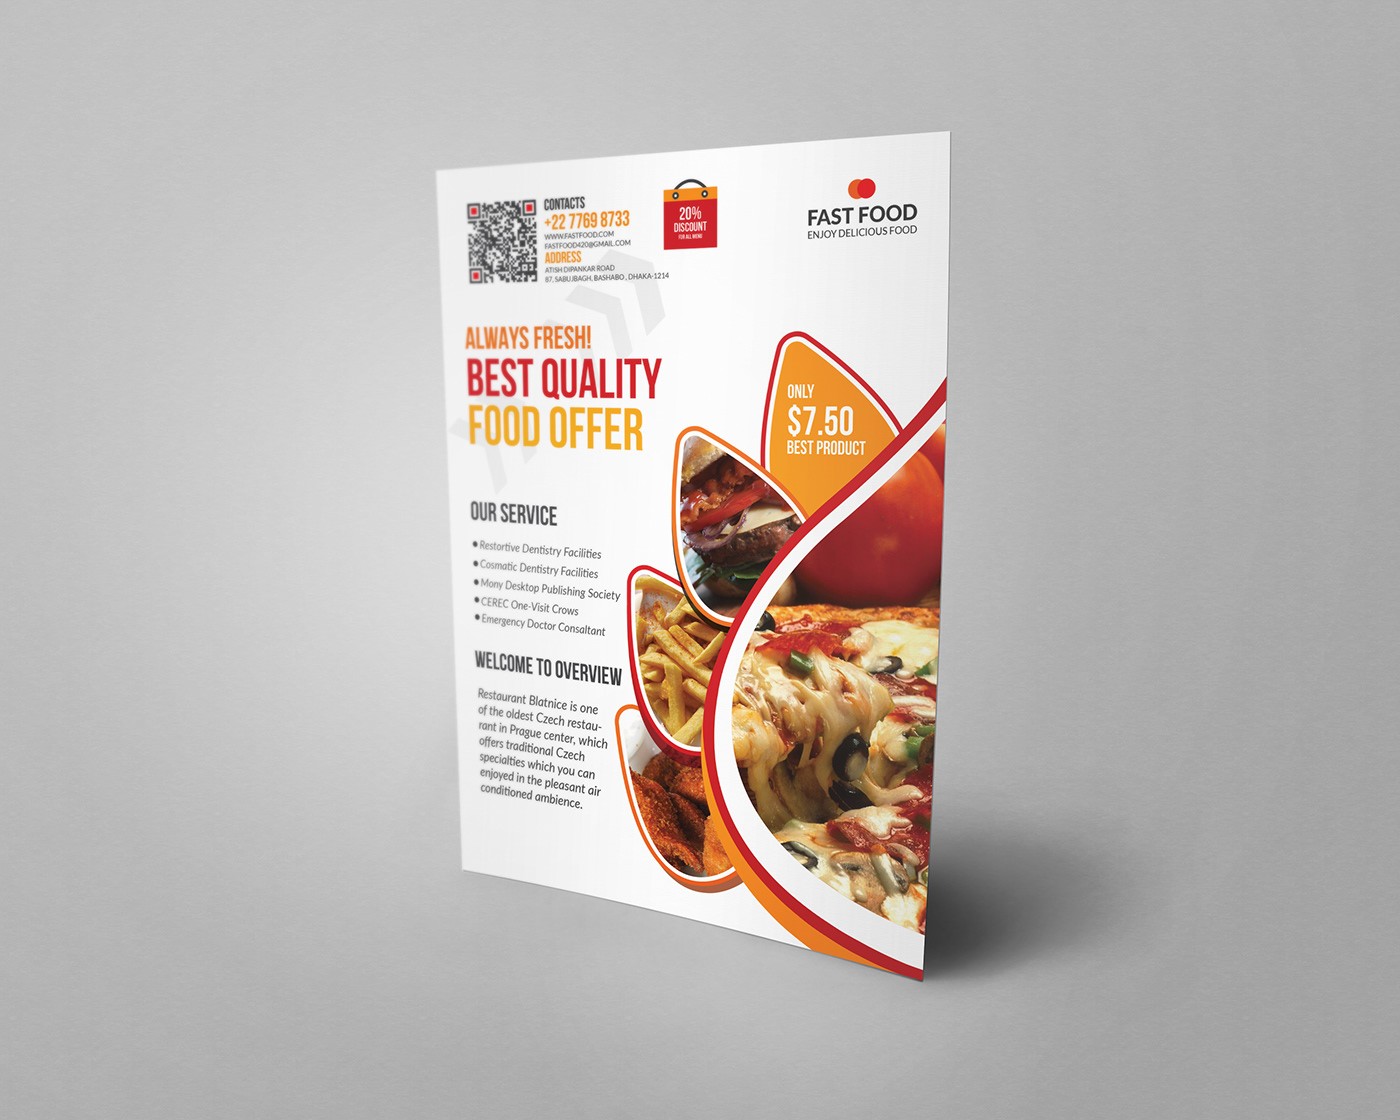 CONTACTS
+22 7769 8733
WWW.FASTFOOD.COM
FASTFOOD420@GMAIL.COM
ADDRESS
ATISH DIPANKAR ROAD
87, SABUJBAGH, BASHABO, DHAKA-1214
20%
DISCOUNT
FOR ALL MENU
FAST FOOD
ENJOY DELICIOUS FOOD
ALWAYS FRESH!
BEST QUALITY
FOOD OFFER
ONLY
$7.50
BEST PRODUCT
OUR SERVICE
Restortive Dentistry Facilities
Cosmatic Dentistry Facilities
Mony Desktop Publishing Society
CEREC One-Visit Crows
Emergency Doctor Consaltant
WELCOME TO OVERVIEW
Restaurant Blatnice is one
of the oldest Czech restau-
rant in Prague center, which
offers traditional Czech
specialties which you can
enjoyed in the pleasant air
conditioned ambience.